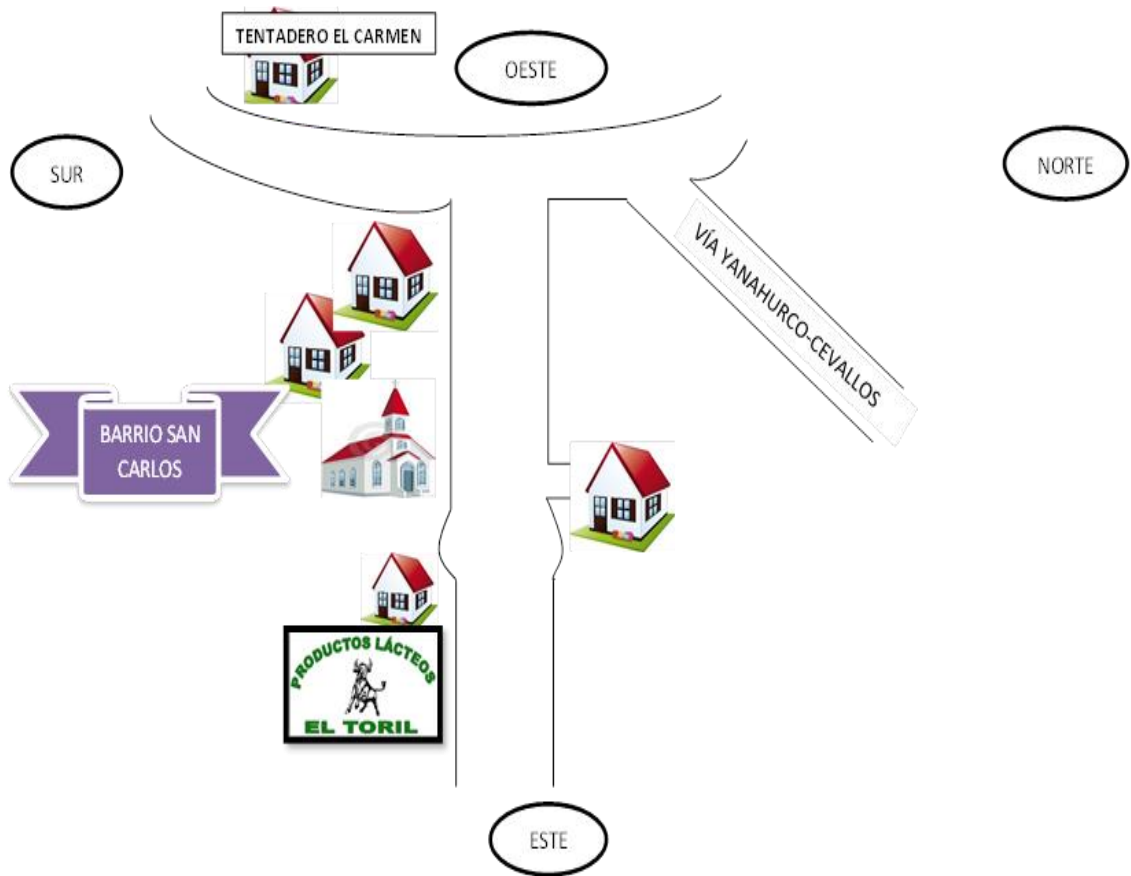 TENTADERO EL CARMEN
OESTE
SUR
NORTE
VÍA YANAHURCO-CEVALLOS
BARRIO SAN
CARLOS
PRODUCTOS LÁCTEOS
EL TORIL
ESTE